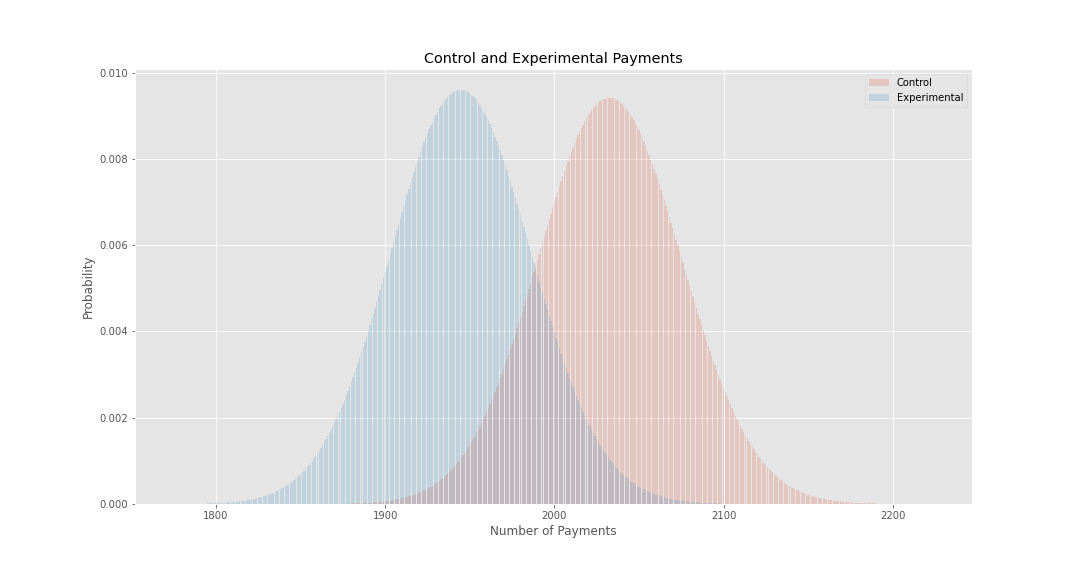 Control and Experimental Payments
Control
Experimental
0.010
0.008
0.006
0.004
0.002
0.000
Probability
1800 1900 2000 2100 2200
Number of Payments